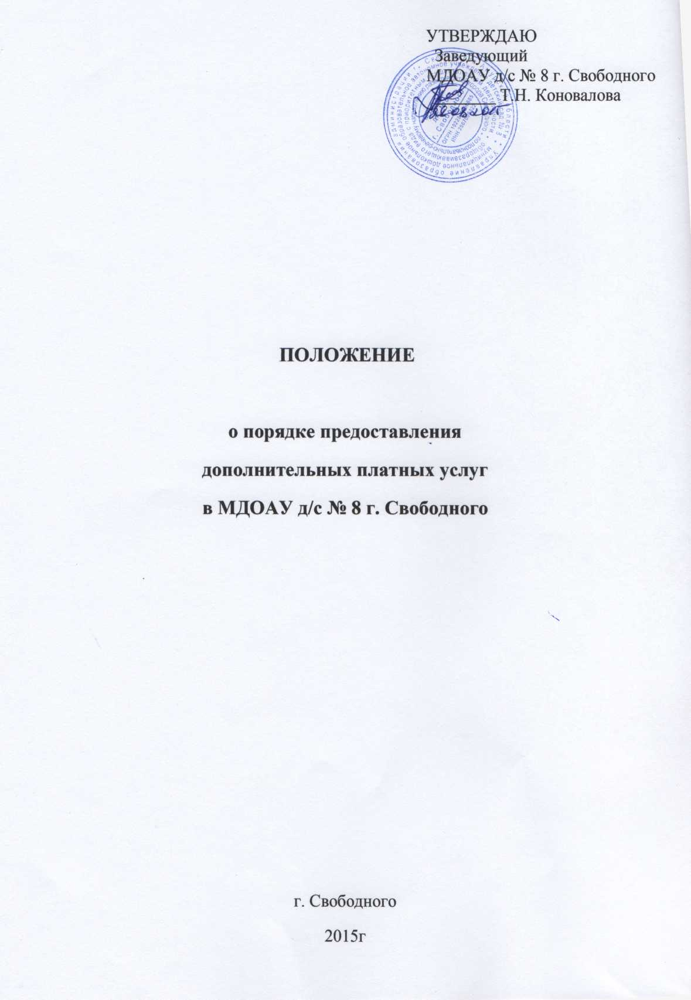 УТВЕРЖДАЮ
Заведующий
МДОАУ д/с № 8 г. Свободного
Т.Н. Коновалова
ПОЛОЖЕНИЕ
о порядке предоставления
дополнительных платных услуг
в МДОАУ д/с № 8 г. Свободного
г. Свободного
2015г